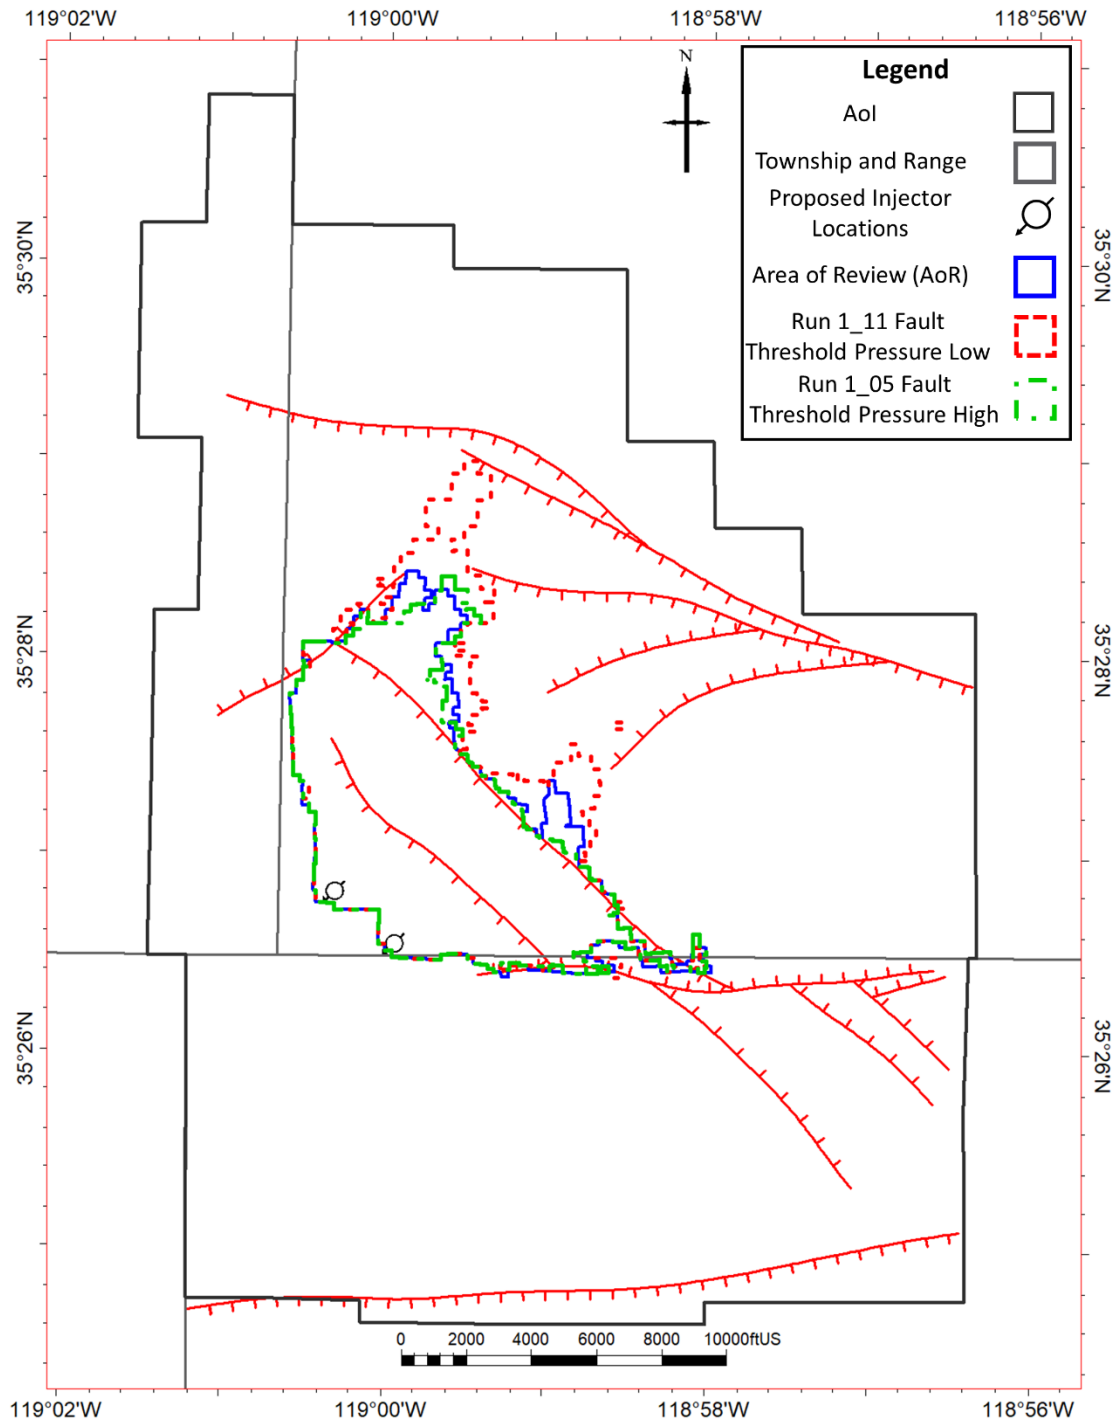 119°02'W 119°00'W 118°58'W 118°56'W
N
Legend
AoI
Township and Range
Proposed Injector
Locations
Area of Review (AoR)
Run 1_11 Fault
Threshold Pressure Low
Run 1_05 Fault
Threshold Pressure High
35°30'N
35°30'N
35°28'N
35°28'N
35°26'N
35°26'N
0 2000 4000 6000 8000 10000ftUS
119°02'W 119°00'W 118°58'W 118°56'W